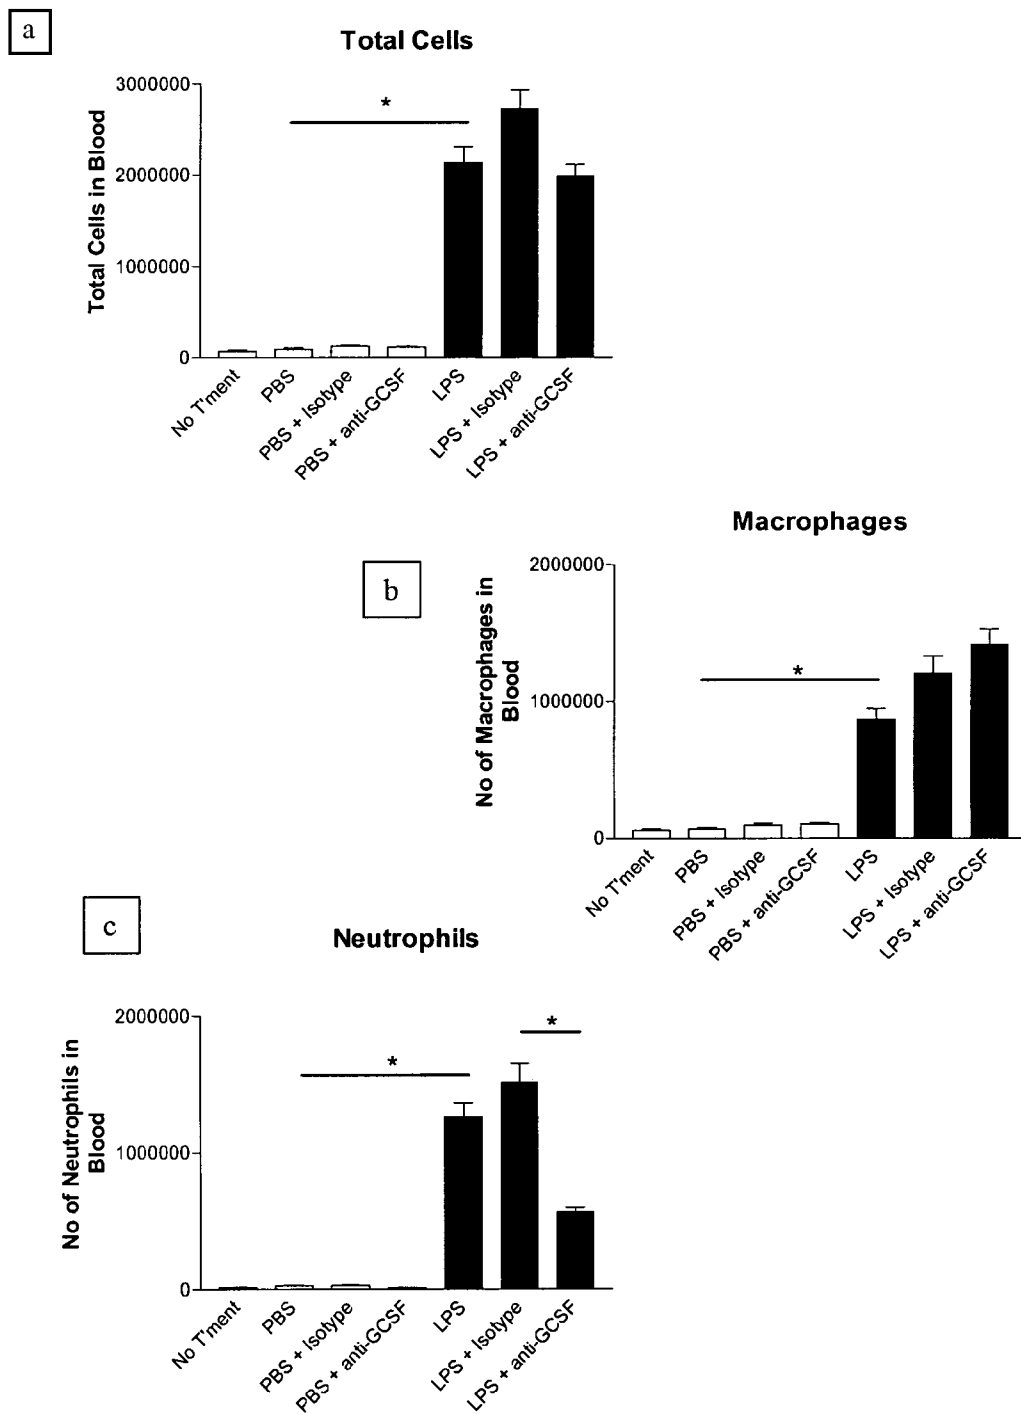 a
Total Cells
Total Cells in Blood
3000000
2000000
1000000
0
*
No T'ment
PBS
PBS + Isotype
PBS + anti-GCSF
LPS
LPS + Isotype
LPS + anti-GCSF
b
Macrophages
No of Macrophages in
Blood
2000000
1000000
0
*
No T'ment
PBS
PBS + Isotype
PBS + anti-GCSF
LPS
LPS + Isotype
LPS + anti-GCSF
c
Neutrophils
No of Neutrophils in
Blood
2000000
1000000
0
*
*
No T'ment
PBS
PBS + Isotype
PBS + anti-GCSF
LPS
LPS + Isotype
LPS + anti-GCSF